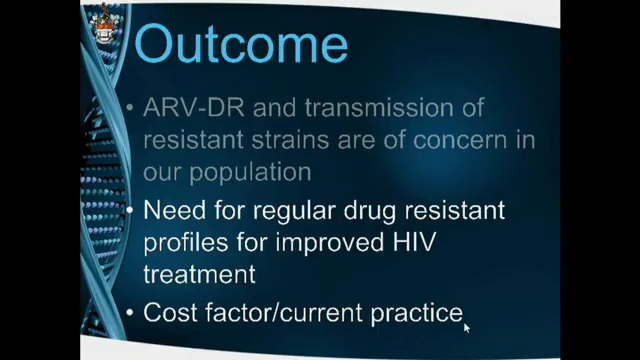 Outcome
• ARV-DR and transmission of
resistant strains are of concern in
our population
• Need for regular drug resistant
profiles for improved HIV
treatment
• Cost factor/current practice